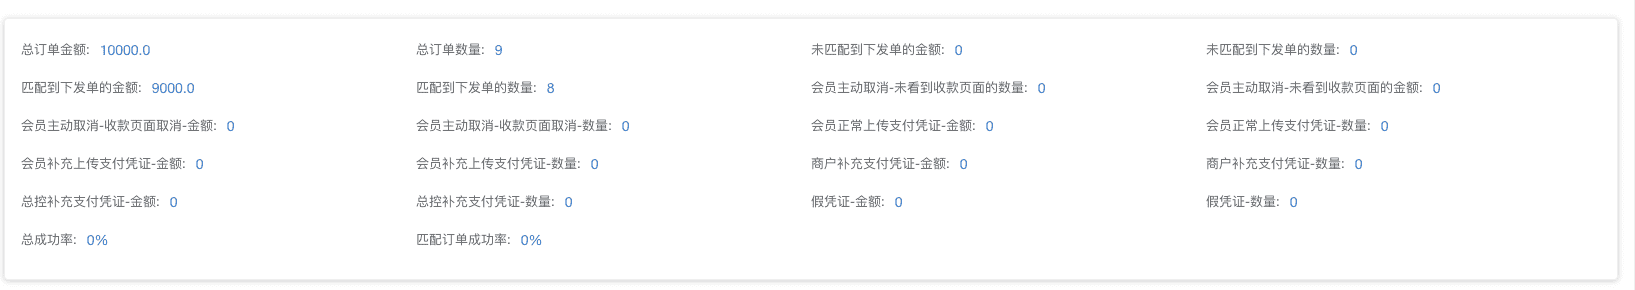 总订单金额: 10000.0 总订单数量: 9 未匹配到下发单的金额: 0 未匹配到下发单的数量: 0
匹配到下发单的金额: 9000.0 匹配到下发单的数量: 8 会员主动取消-未看到收款页面的数量: 0 会员主动取消-未看到收款页面的金额: 0
会员主动取消-收款页面取消-金额: 0 会员主动取消-收款页面取消-数量: 0 会员正常上传支付凭证-金额: 0 会员正常上传支付凭证-数量: 0
会员补充上传支付凭证-金额: 0 会员补充上传支付凭证-数量: 0 商户补充支付凭证-金额: 0 商户补充支付凭证-数量: 0
总控补充支付凭证-金额: 0 总控补充支付凭证-数量: 0 假凭证-金额: 0 假凭证-数量: 0
总成功率: 0% 匹配订单成功率: 0%